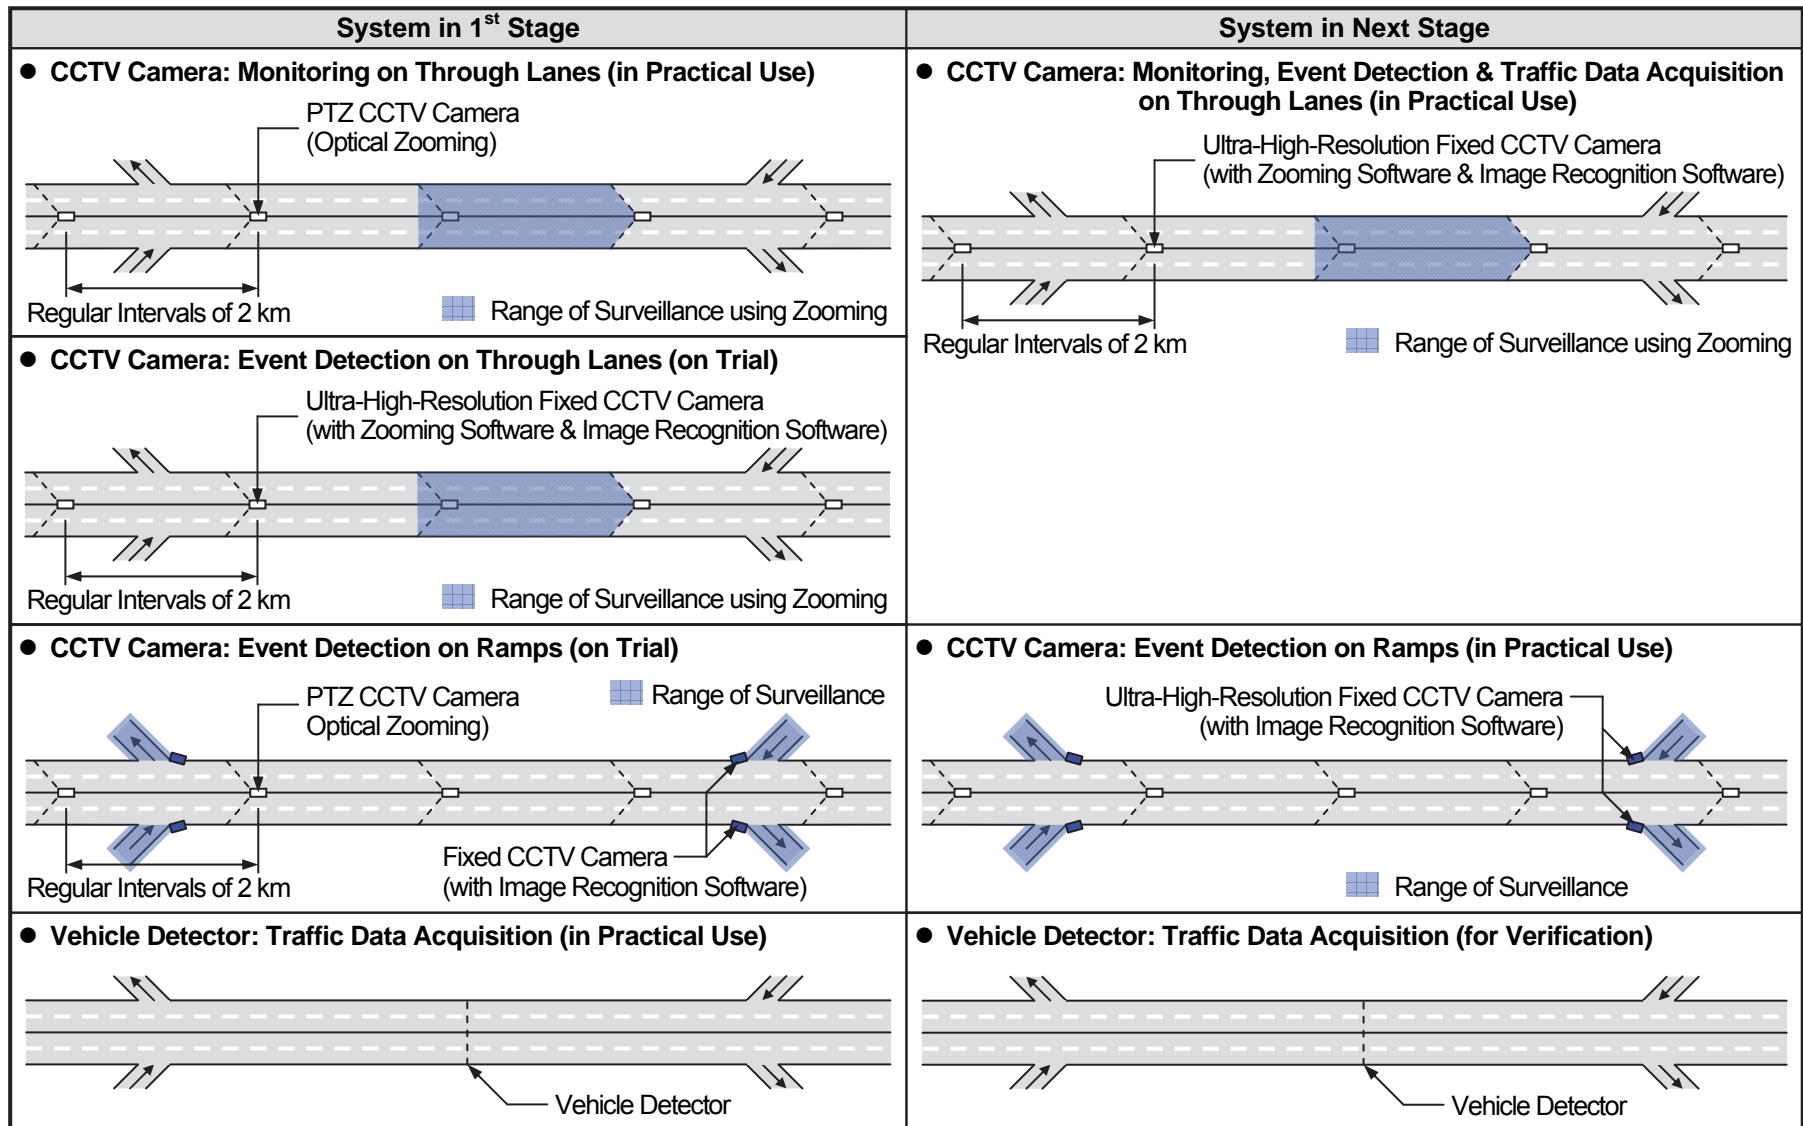 System in 1st Stage
● CCTV Camera: Monitoring on Through Lanes (in Practical Use)
PTZ CCTV Camera
(Optical Zooming)
Regular Intervals of 2 km
Range of Surveillance using Zooming
● CCTV Camera: Event Detection on Through Lanes (on Trial)
Ultra-High-Resolution Fixed CCTV Camera
(with Zooming Software & Image Recognition Software)
Regular Intervals of 2 km
Range of Surveillance using Zooming
● CCTV Camera: Event Detection on Ramps (on Trial)
PTZ CCTV Camera
Optical Zooming)
Range of Surveillance
Fixed CCTV Camera
(with Image Recognition Software)
Regular Intervals of 2 km
● Vehicle Detector: Traffic Data Acquisition (in Practical Use)
Vehicle Detector
System in Next Stage
● CCTV Camera: Monitoring, Event Detection & Traffic Data Acquisition
on Through Lanes (in Practical Use)
Ultra-High-Resolution Fixed CCTV Camera
(with Zooming Software & Image Recognition Software)
Regular Intervals of 2 km
Range of Surveillance using Zooming
● CCTV Camera: Event Detection on Ramps (in Practical Use)
Ultra-High-Resolution Fixed CCTV Camera
(with Image Recognition Software)
Range of Surveillance
● Vehicle Detector: Traffic Data Acquisition (for Verification)
Vehicle Detector